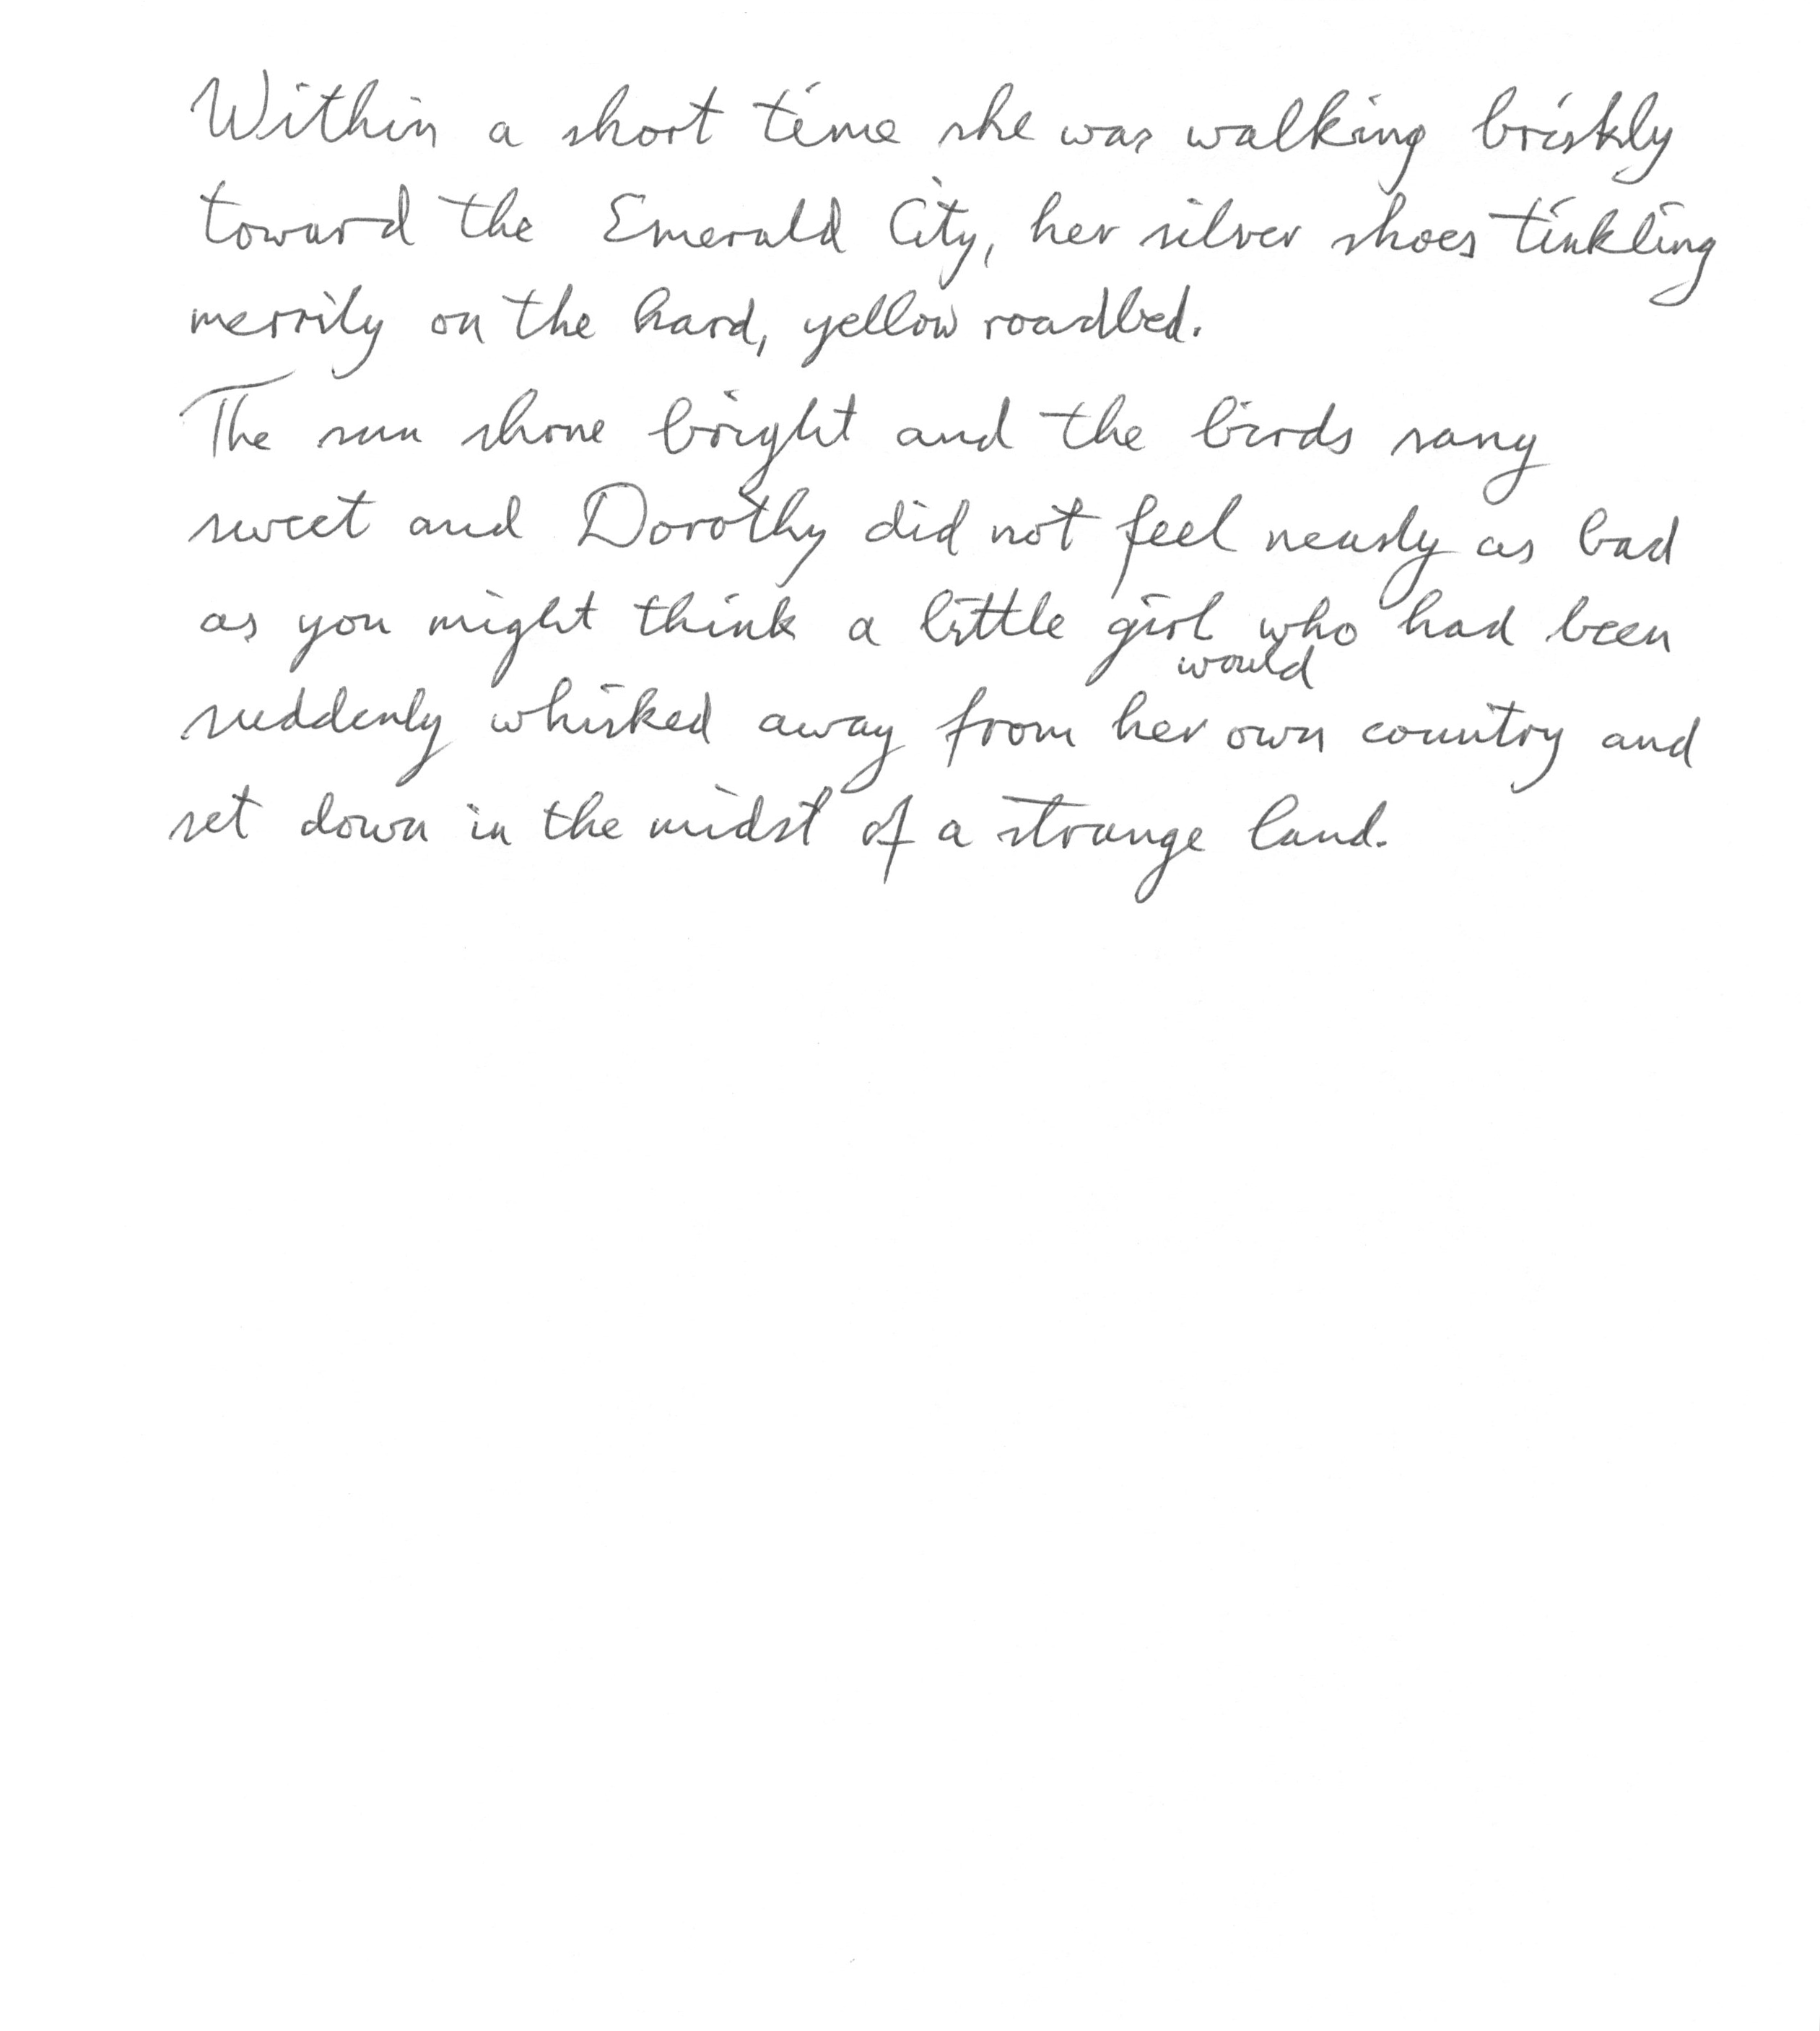 Within a short time she was walking briskly
toward the Emerald City, her silver shoes tinkling
merrily on the hard, yellow roadbed.
The sun shone bright and the birds sang
sweet and Dorothy did not feel nearly as bad
as you might think a little girl who had been
would
suddenly whisked away from her own country and
set down in the midst of a strange land.